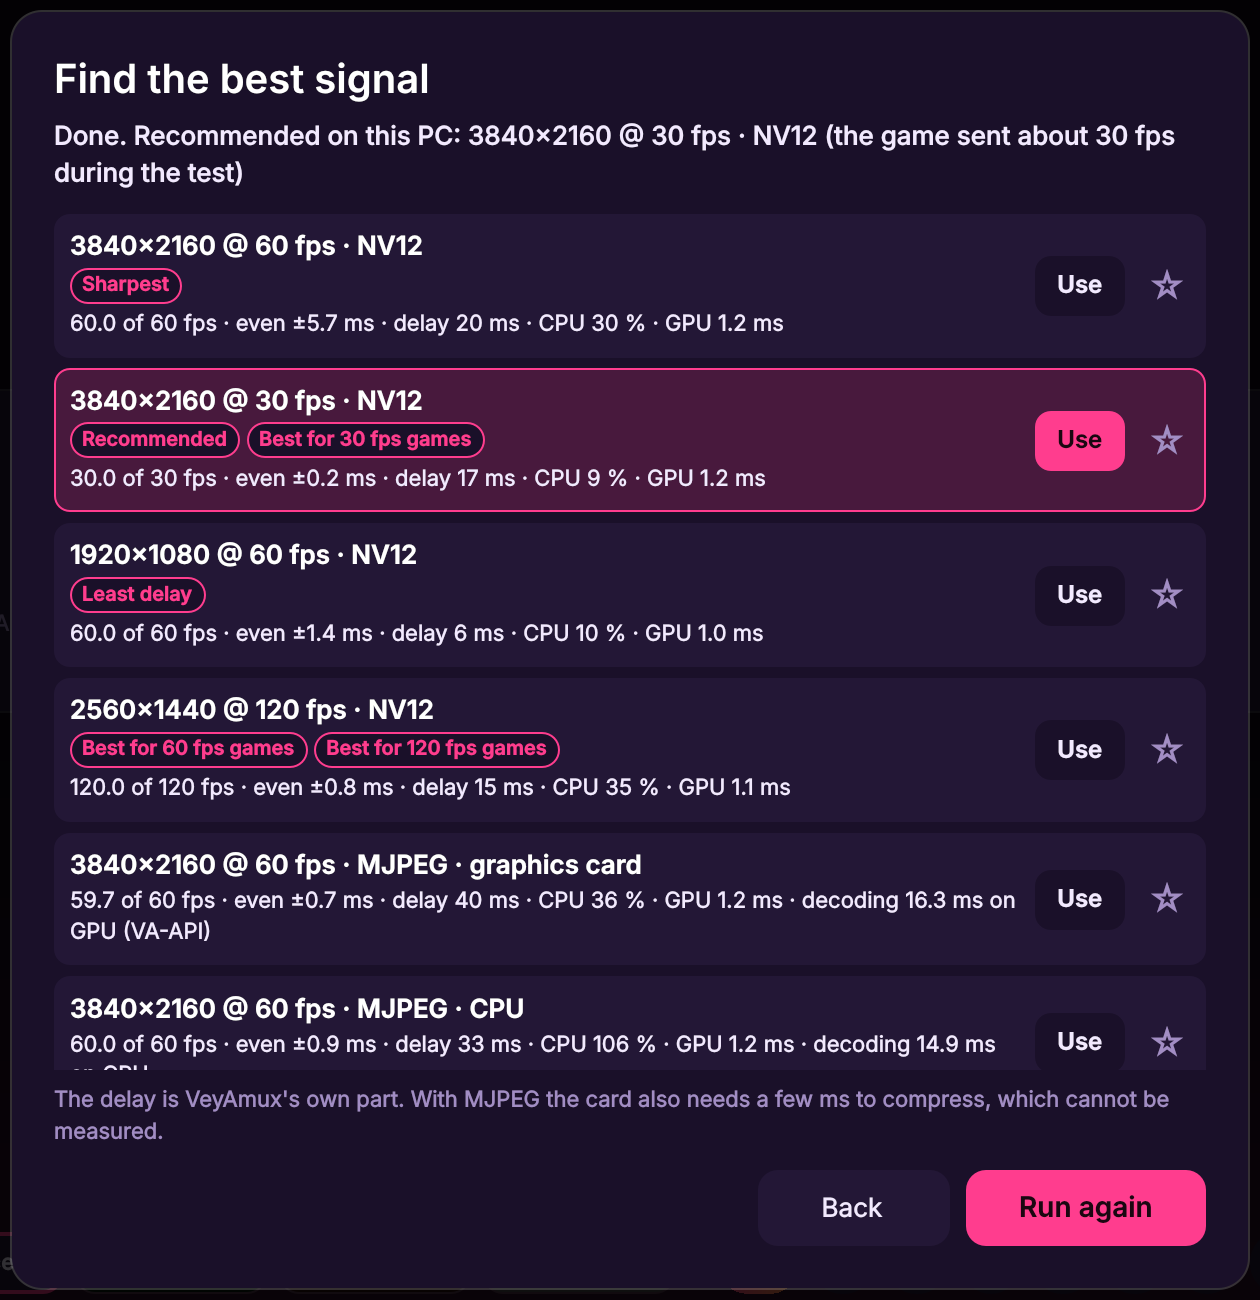 Find the best signal
Done. Recommended on this PC: 3840×2160 @ 30 fps · NV12 (the game sent about 30 fps
during the test)
3840×2160 @ 60 fps · NV12
Sharpest
60.0 of 60 fps · even ±5.7 ms · delay 20 ms · CPU 30 % · GPU 1.2 ms
Use
3840×2160 @ 30 fps · NV12
Recommended Best for 30 fps games
30.0 of 30 fps · even ±0.2 ms · delay 17 ms · CPU 9 % · GPU 1.2 ms
Use
1920×1080 @ 60 fps · NV12
Least delay
60.0 of 60 fps · even ±1.4 ms · delay 6 ms · CPU 10 % · GPU 1.0 ms
Use
2560×1440 @ 120 fps · NV12
Best for 60 fps games Best for 120 fps games
120.0 of 120 fps · even ±0.8 ms · delay 15 ms · CPU 35 % · GPU 1.1 ms
Use
3840×2160 @ 60 fps · MJPEG · graphics card
59.7 of 60 fps · even ±0.7 ms · delay 40 ms · CPU 36 % · GPU 1.2 ms · decoding 16.3 ms on
GPU (VA-API)
Use
3840×2160 @ 60 fps · MJPEG · CPU
60.0 of 60 fps · even ±0.9 ms · delay 33 ms · CPU 106 % · GPU 1.2 ms · decoding 14.9 ms
Use
The delay is VeyAmux's own part. With MJPEG the card also needs a few ms to compress, which cannot be
measured.
Back
Run again